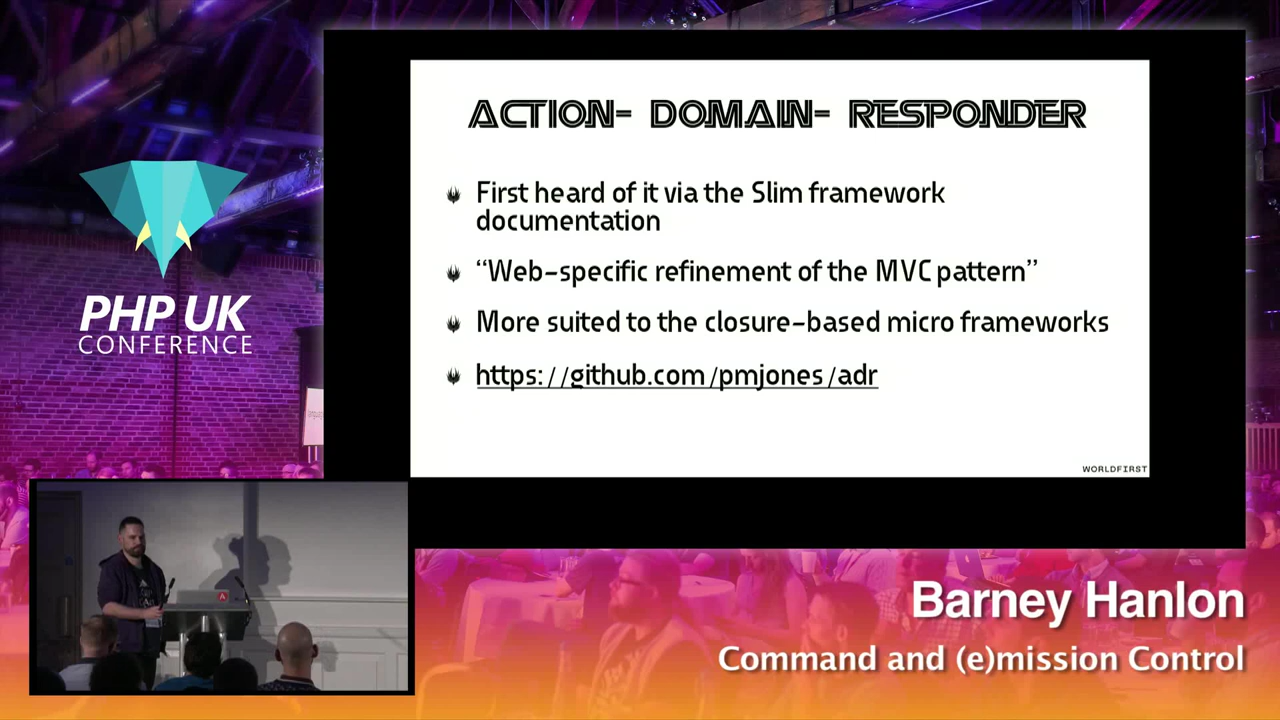 ACTION- DOMAIN- RESPONDER
First heard of it via the Slim framework
documentation
“Web-specific refinement of the MVC pattern”
More suited to the closure-based micro frameworks
https://github.com/pmjones/adr
WORLDFIRST
PHP UK
CONFERENCE
Barney Hanlon
Command and (e)mission Control